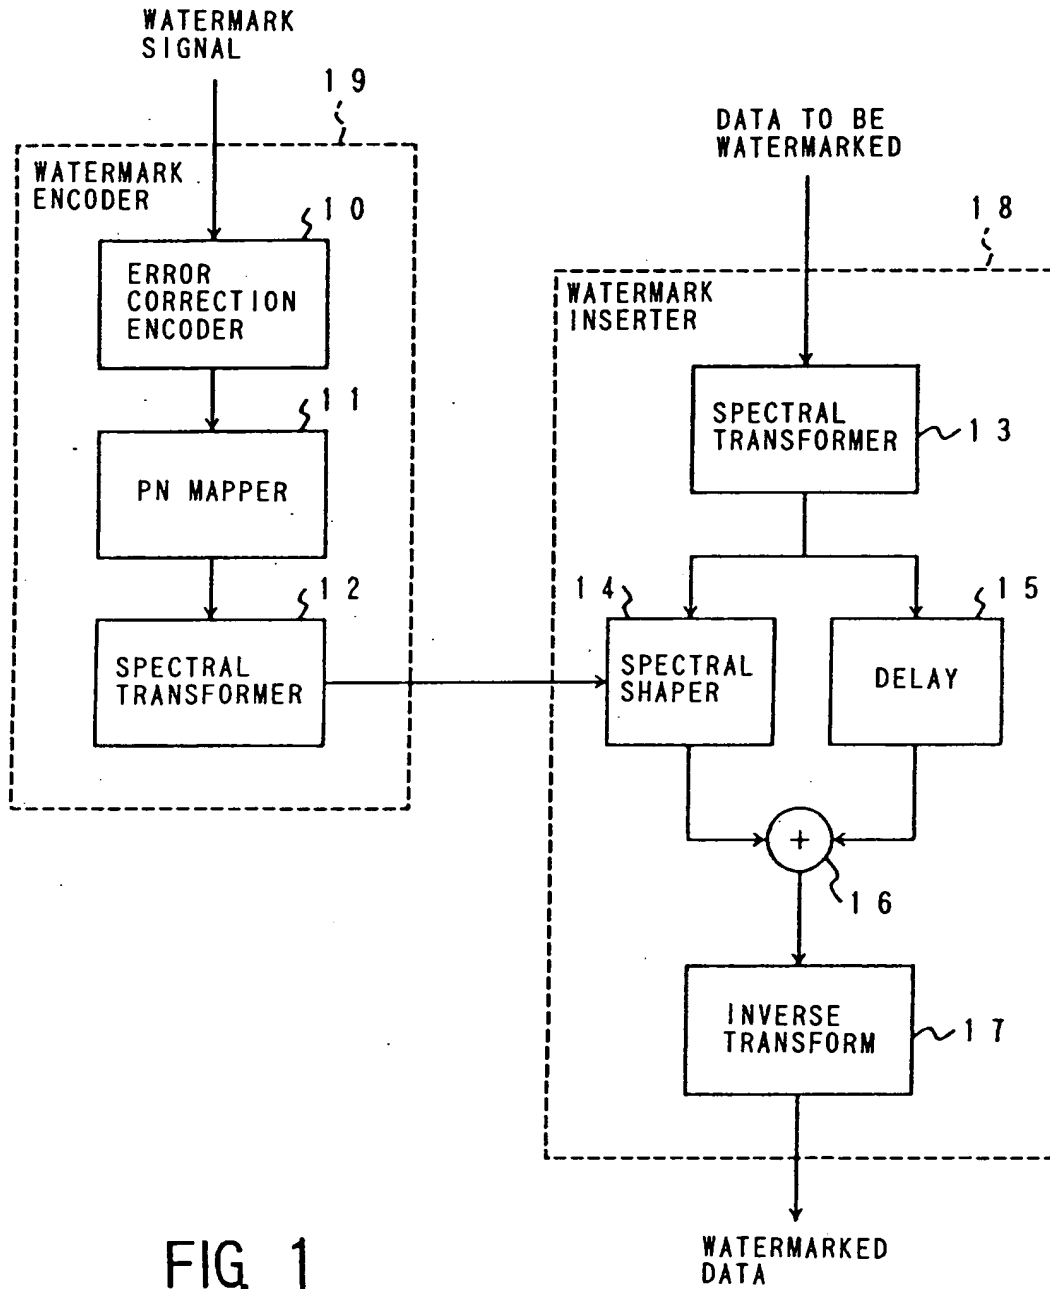 WATERMARK
SIGNAL
19
WATERMARK
ENCODER
10
ERROR
CORRECTION
ENCODER
11
PN MAPPER
12
SPECTRAL
TRANSFORMER
DATA TO BE
WATERMARKED
18
WATERMARK
INSERTER
SPECTRAL
TRANSFORMER
13
14
SPECTRAL
SHAPER
15
DELAY
+
16
INVERSE
TRANSFORM
17
WATERMARKED
DATA
FIG. 1